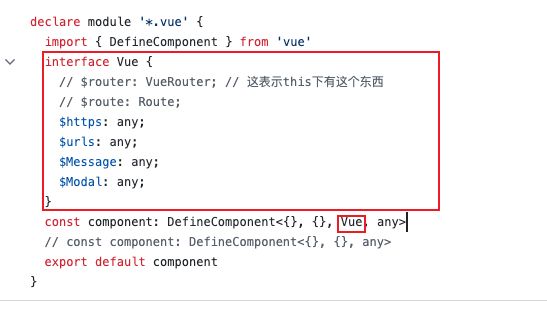 declare module '*.vue' {
  import { DefineComponent } from 'vue'
  interface Vue {
    // $router: VueRouter; // 这表示this下有这个东西
    // $route: Route;
    $https: any;
    $urls: any;
    $Message: any;
    $Modal: any;
  }
  const component: DefineComponent<{}, {}, Vue, any>
  // const component: DefineComponent<{}, {}, any>
  export default component
}